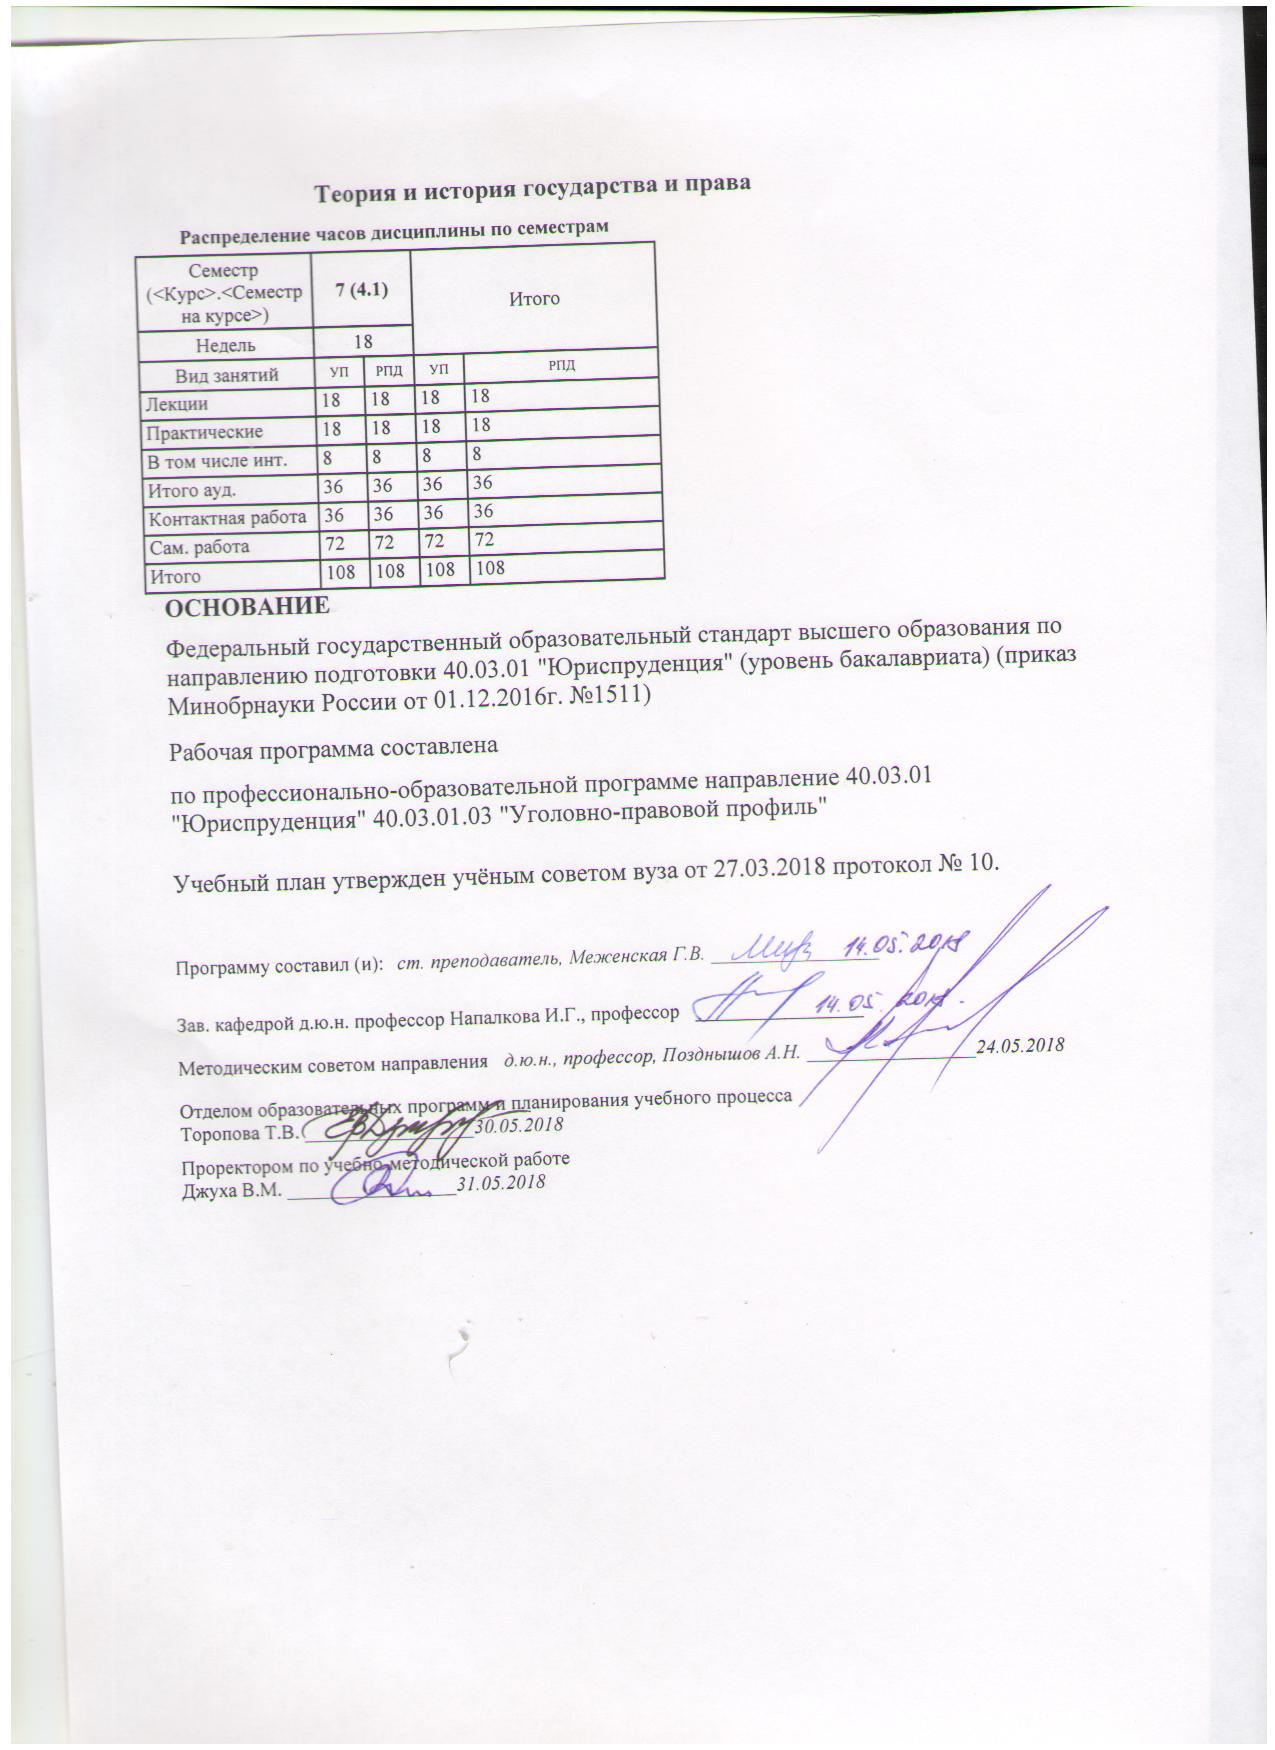 Теория и история государства и права
Распределение часов дисциплины по семестрам
Семестр
(<Курс>.<Семестр
на курсе>)
7 (4.1)
Итого
Недель 18
Вид занятий УП РПД УП РПД
Лекции 18 18 18 18
Практические 18 18 18 18
В том числе инт. 8 8 8 8
Итого ауд. 36 36 36 36
Контактная работа 36 36 36 36
Сам. работа 72 72 72 72
Итого 108 108 108 108
ОСНОВАНИЕ
Федеральный государственный образовательный стандарт высшего образования по
направлению подготовки 40.03.01 "Юриспруденция" (уровень бакалавриата) (приказ
Минобрнауки России от 01.12.2016г. №1511)
Рабочая программа составлена
по профессионально-образовательной программе направление 40.03.01
"Юриспруденция" 40.03.01.03 "Уголовно-правовой профиль"
Учебный план утвержден учёным советом вуза от 27.03.2018 протокол № 10.
Программу составил (и): ст. преподаватель, Меженская Г.В. 14.05.2018
Зав. кафедрой д.ю.н. профессор Напалкова И.Г., профессор 14.05.2018.
Методическим советом направления д.ю.н., профессор, Позднышов А.Н. 24.05.2018
Отделом образовательных программ и планирования учебного процесса
Торопова Т.В. 30.05.2018
Проректором по учебно-методической работе
Джуха В.М. 31.05.2018